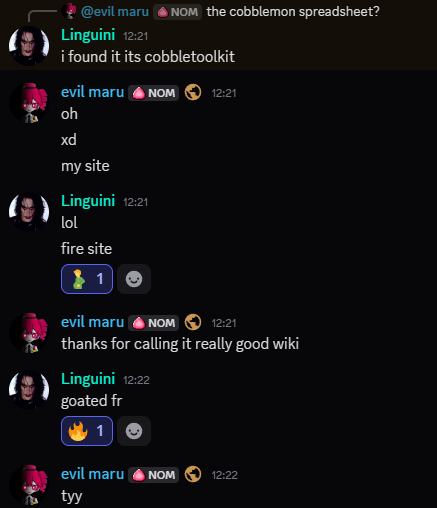 @evil maru NOM the cobblemon spreadsheet?
Linguini 12:21
i found it its cobbletoolkit
evil maru NOM 12:21
oh
xd
my site
Linguini 12:21
lol
fire site
1
evil maru NOM 12:21
thanks for calling it really good wiki
Linguini 12:22
goated fr
1
evil maru NOM 12:22
tyy